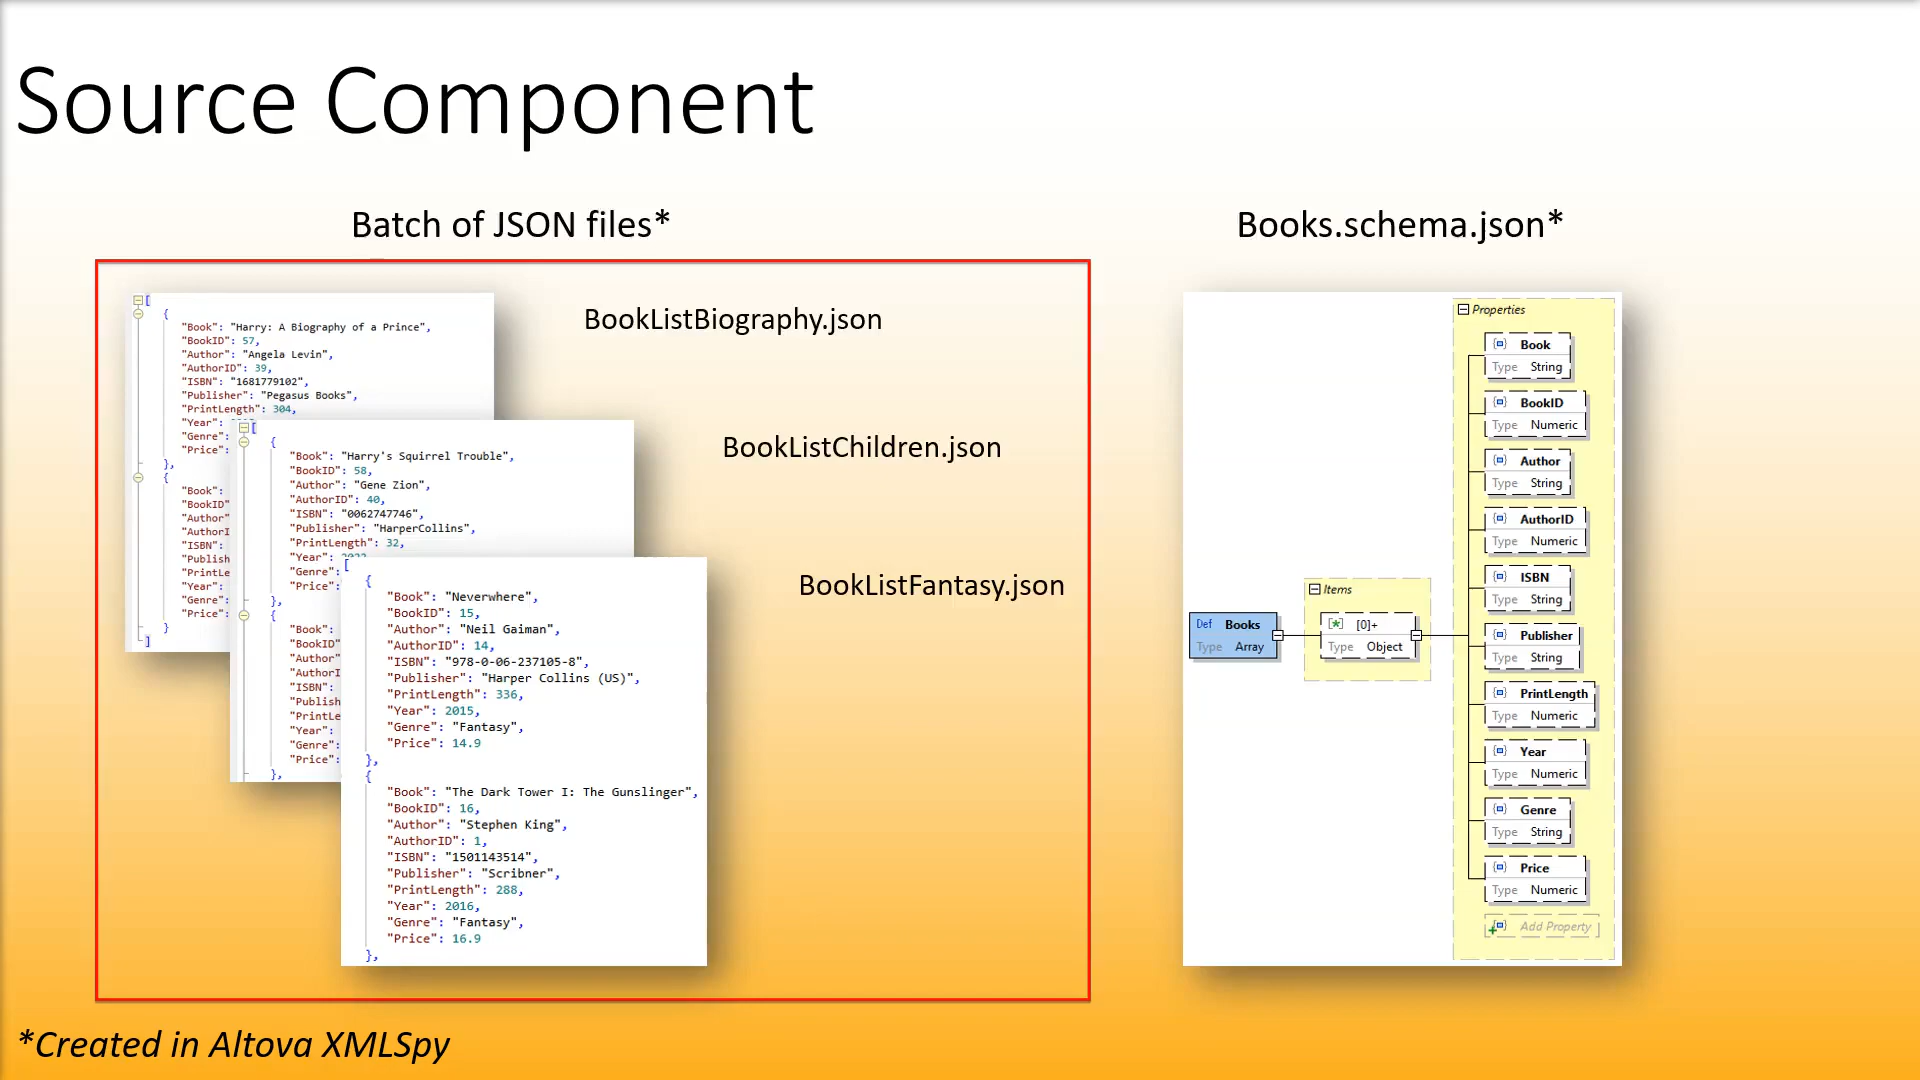 Source Component
Batch of JSON files*
Books.schema.json*
BookListBiography.json
[
{
"Book": "Harry: A Biography of a Prince",
"BookID": 57,
"Author": "Angela Levin",
"AuthorID": 39,
"ISBN": "1681779102",
"Publisher": "Pegasus Books",
"PrintLength": 304,
"Year":
"Genre":
"Price":
},
{
"Book":
"BookID"
"Author"
"AuthorI
"ISBN":
"Publish
"PrintLe
"Year":
"Genre":
"Price":
}
]
BookListChildren.json
[
{
"Book": "Harry's Squirrel Trouble",
"BookID": 58,
"Author": "Gene Zion",
"AuthorID": 40,
"ISBN": "0062747746",
"Publisher": "HarperCollins",
"PrintLength": 32,
"Year": 2022
"Genre":
"Price":
},
{
"Book":
"BookID"
"Author"
"AuthorI
"ISBN":
"Publish
"PrintLe
"Year":
"Genre":
"Price":
},
BookListFantasy.json
[
{
"Book": "Neverwhere",
"BookID": 15,
"Author": "Neil Gaiman",
"AuthorID": 14,
"ISBN": "978-0-06-237105-8",
"Publisher": "Harper Collins (US)",
"PrintLength": 336,
"Year": 2015,
"Genre": "Fantasy",
"Price": 14.9
},
{
"Book": "The Dark Tower I: The Gunslinger",
"BookID": 16,
"Author": "Stephen King",
"AuthorID": 1,
"ISBN": "1501143514",
"Publisher": "Scribner",
"PrintLength": 288,
"Year": 2016,
"Genre": "Fantasy",
"Price": 16.9
},
Def Books
Type Array
Items
[0]+
Type Object
Properties
Book
Type String
BookID
Type Numeric
Author
Type String
AuthorID
Type Numeric
ISBN
Type String
Publisher
Type String
PrintLength
Type Numeric
Year
Type Numeric
Genre
Type String
Price
Type Numeric
Add Property
*Created in Altova XMLSpy